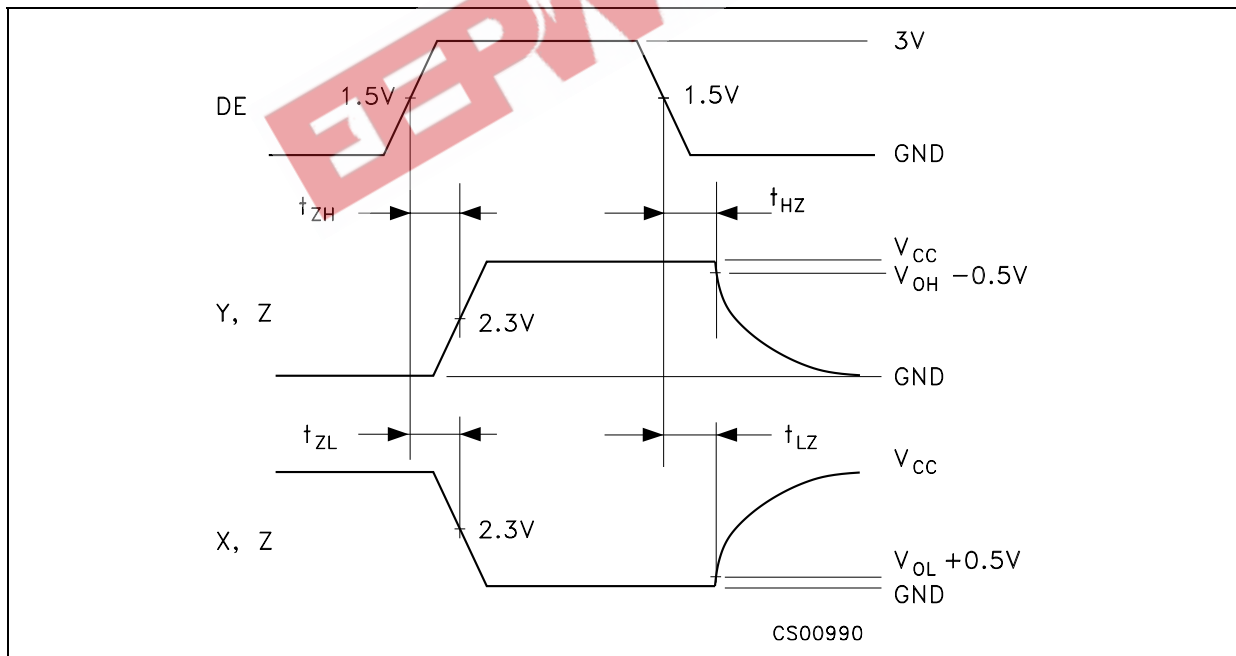 3V
DE
1.5V
1.5V
GND
tZH
tHZ
VCC
VOH −0.5V
Y, Z
2.3V
GND
tZL
tLZ
VCC
X, Z
2.3V
VOL +0.5V
GND
CS00990